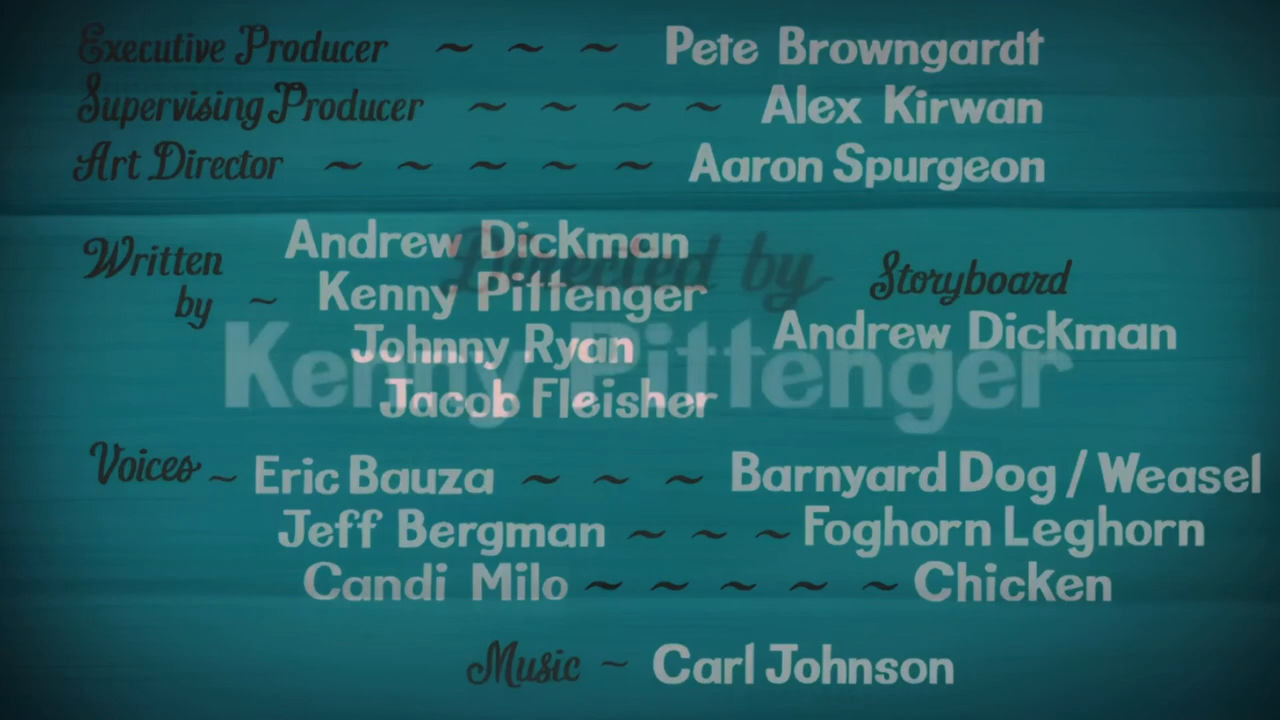 Executive Producer ~ ~ ~ Pete Browngardt
Supervising Producer ~ ~ ~ ~ Alex Kirwan
Art Director ~ ~ ~ ~ ~ Aaron Spurgeon
Written by ~ Andrew Dickman
Kenny Pittenger
Johnny Ryan
Jacob Fleisher
Storyboard
Andrew Dickman
Directed by
Kenny Pittenger
Voices ~ Eric Bauza ~ ~ ~ Barnyard Dog / Weasel
Jeff Bergman ~ ~ ~ Foghorn Leghorn
Candi Milo ~ ~ ~ ~ ~ Chicken
Music ~ Carl Johnson